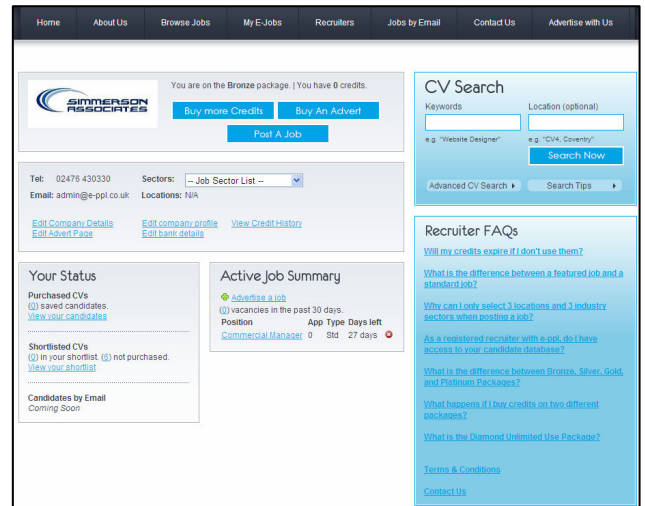 Home About Us Browse Jobs My E-Jobs Recruiters Jobs by Email Contact Us Advertise with Us
SIMMERSON
ASSOCIATES
You are on the Bronze package. | You have 0 credits.
Buy more Credits Buy An Advert
Post A Job
Tel: 02476 430330 Sectors: -- Job Sector List --
Email: admin@e-ppl.co.uk Locations: N/A
Edit Company Details Edit company profile View Credit History
Edit Advert Page Edit bank details
Your Status
Purchased CVs
(0) saved candidates.
View your candidates
Shortlisted CVs
(0) in your shortlist. (6) not purchased.
View your shortlist
Candidates by Email
Coming Soon
Active Job Summary
Advertise a job
(0) vacancies in the past 30 days.
Position App Type Days left
Commercial Manager 0 Std 27 days
CV Search
Keywords Location (optional)
e.g. "Website Designer" e.g. "CV4, Coventry"
Search Now
Advanced CV Search Search Tips
Recruiter FAQs
Will my credits expire if I don't use them?
What is the difference between a featured job and a
standard job?
Why can I only select 3 locations and 3 industry
sectors when posting a job?
As a registered recruiter with e-ppl, do I have
access to your candidate database?
What is the difference between Bronze, Silver, Gold,
and Platinum Packages?
What happens if I buy credits on two different
packages?
What is the Diamond Unlimited Use Package?
Terms & Conditions
Contact Us